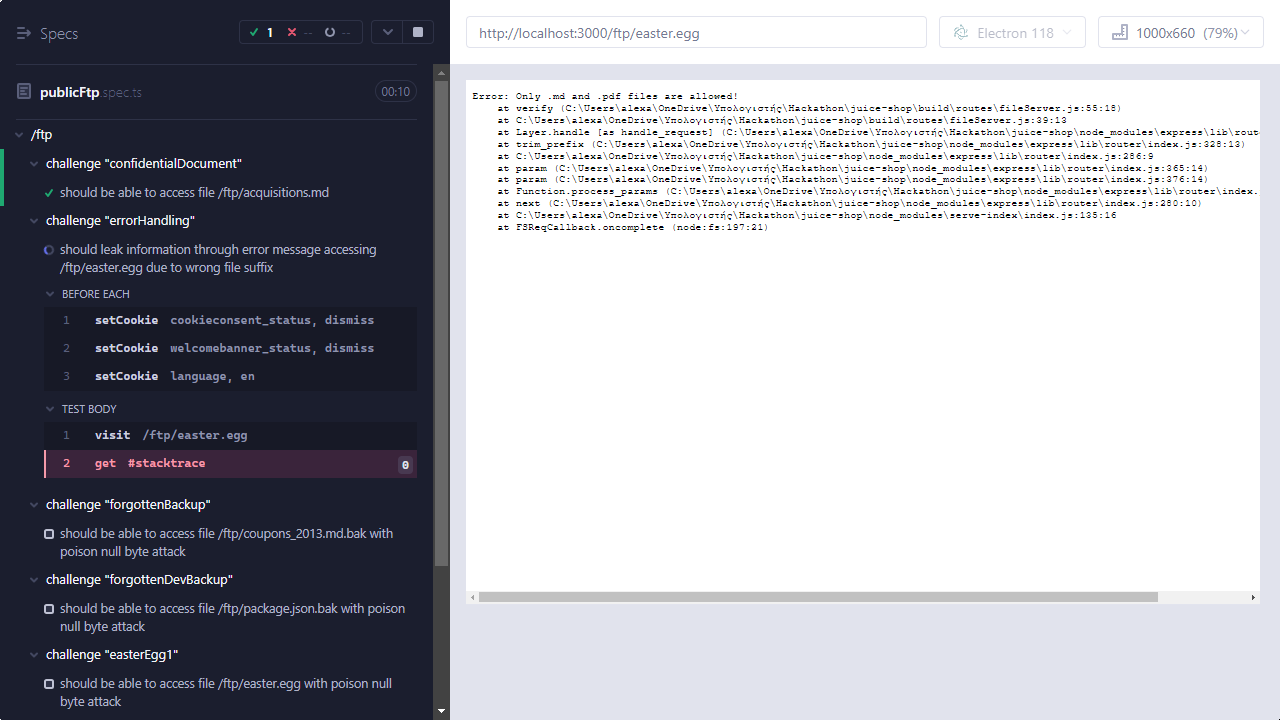 Specs
1
--
--
publicFtp.spec.ts
00:10
/ftp
challenge "confidentialDocument"
should be able to access file /ftp/acquisitions.md
challenge "errorHandling"
should leak information through error message accessing
/ftp/easter.egg due to wrong file suffix
BEFORE EACH
1 setCookie cookieconsent_status, dismiss
2 setCookie welcomebanner_status, dismiss
3 setCookie language, en
TEST BODY
1 visit /ftp/easter.egg
2 get #stacktrace 0
challenge "forgottenBackup"
should be able to access file /ftp/coupons_2013.md.bak with
poison null byte attack
challenge "forgottenDevBackup"
should be able to access file /ftp/package.json.bak with poison
null byte attack
challenge "easterEgg1"
should be able to access file /ftp/easter.egg with poison null
byte attack
http://localhost:3000/ftp/easter.egg
Electron 118
1000x660 (79%)
Error: Only .md and .pdf files are allowed!
at verify (C:\Users\alexa\OneDrive\Υπολογιστής\Hackathon\juice-shop\build\routes\fileServer.js:55:18)
at C:\Users\alexa\OneDrive\Υπολογιστής\Hackathon\juice-shop\build\routes\fileServer.js:39:13
at Layer.handle [as handle_request] (C:\Users\alexa\OneDrive\Υπολογιστής\Hackathon\juice-shop\node_modules\express\lib\rout
at trim_prefix (C:\Users\alexa\OneDrive\Υπολογιστής\Hackathon\juice-shop\node_modules\express\lib\router\index.js:328:13)
at C:\Users\alexa\OneDrive\Υπολογιστής\Hackathon\juice-shop\node_modules\express\lib\router\index.js:286:9
at param (C:\Users\alexa\OneDrive\Υπολογιστής\Hackathon\juice-shop\node_modules\express\lib\router\index.js:365:14)
at param (C:\Users\alexa\OneDrive\Υπολογιστής\Hackathon\juice-shop\node_modules\express\lib\router\index.js:376:14)
at Function.process_params (C:\Users\alexa\OneDrive\Υπολογιστής\Hackathon\juice-shop\node_modules\express\lib\router\index.
at next (C:\Users\alexa\OneDrive\Υπολογιστής\Hackathon\juice-shop\node_modules\express\lib\router\index.js:280:10)
at C:\Users\alexa\OneDrive\Υπολογιστής\Hackathon\juice-shop\node_modules\serve-index\index.js:135:16
at FSReqCallback.oncomplete (node:fs:197:21)